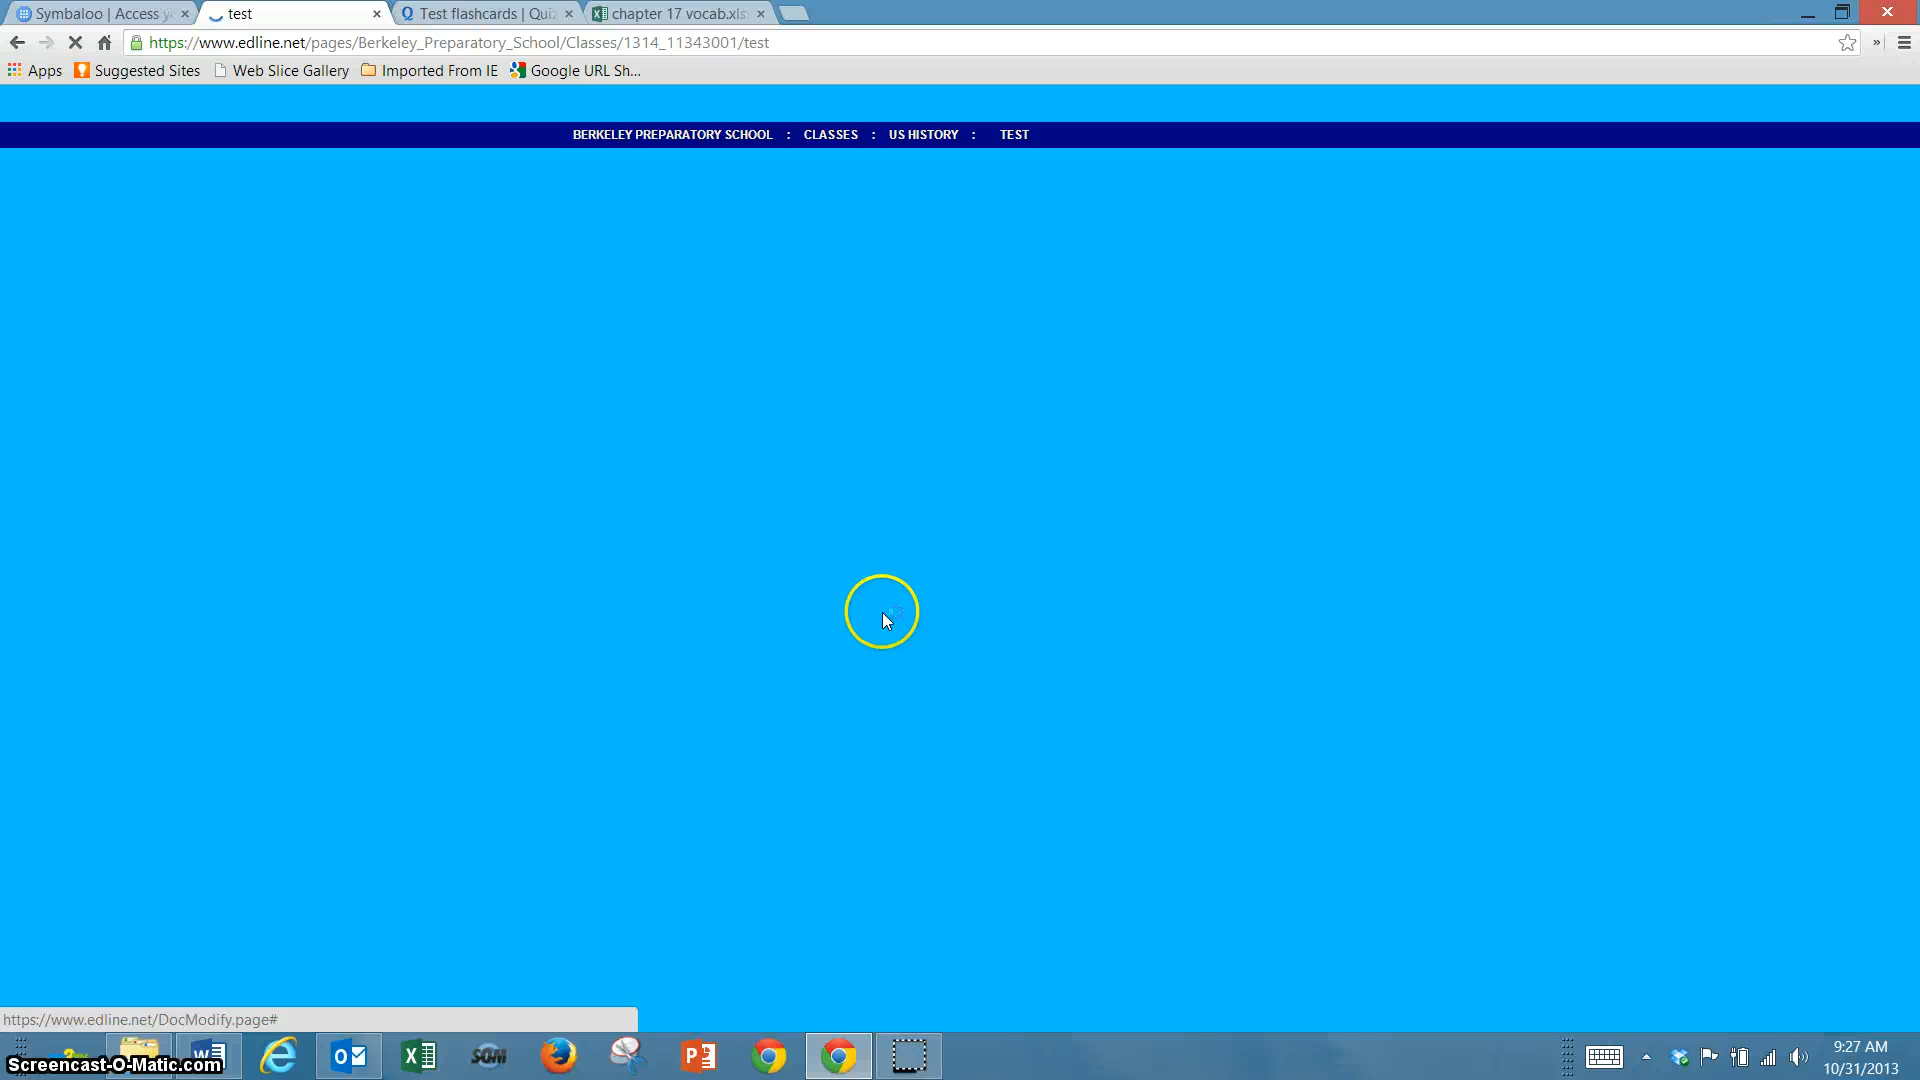 Symbaloo | Access y
test
Test flashcards | Qui
chapter 17 vocab.xls
https://www.edline.net/pages/Berkeley_Preparatory_School/Classes/1314_11343001/test
Apps
Suggested Sites
Web Slice Gallery
Imported From IE
Google URL Sh...
BERKELEY PREPARATORY SCHOOL : CLASSES : US HISTORY : TEST
https://www.edline.net/DocModify.page#
Screencast-O-Matic.com
SOM
9:27 AM
10/31/2013